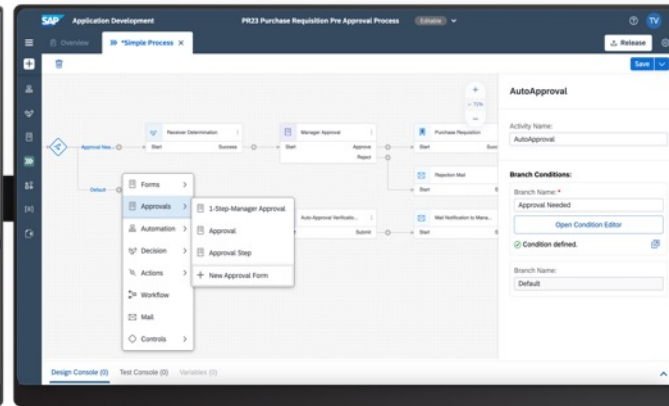 SAP Application Development
PR23 Purchase Requisition Pre Approval Process
Editable
TV
Overview
*Simple Process
Release
Save
AutoApproval
Activity Name:
AutoApproval
Branch Conditions:
Branch Name: *
Approval Needed
Open Condition Editor
Condition defined.
Branch Name:
Default
Approval Nee...
Default
Receiver Determination
Start
Success
Manager Approval
Start
Approve
Reject
Purchase Requisition
Start
Rejection Mail
Start
Auto-Approval Verificatio...
Start
Submit
Mail Notification to Mana...
Start
Forms
Approvals
Automation
Decision
Actions
Workflow
Mail
Controls
1-Step-Manager Approval
Approval
Approval Step
+ New Approval Form
Design Console (0)
Test Console (0)
Variables (0)